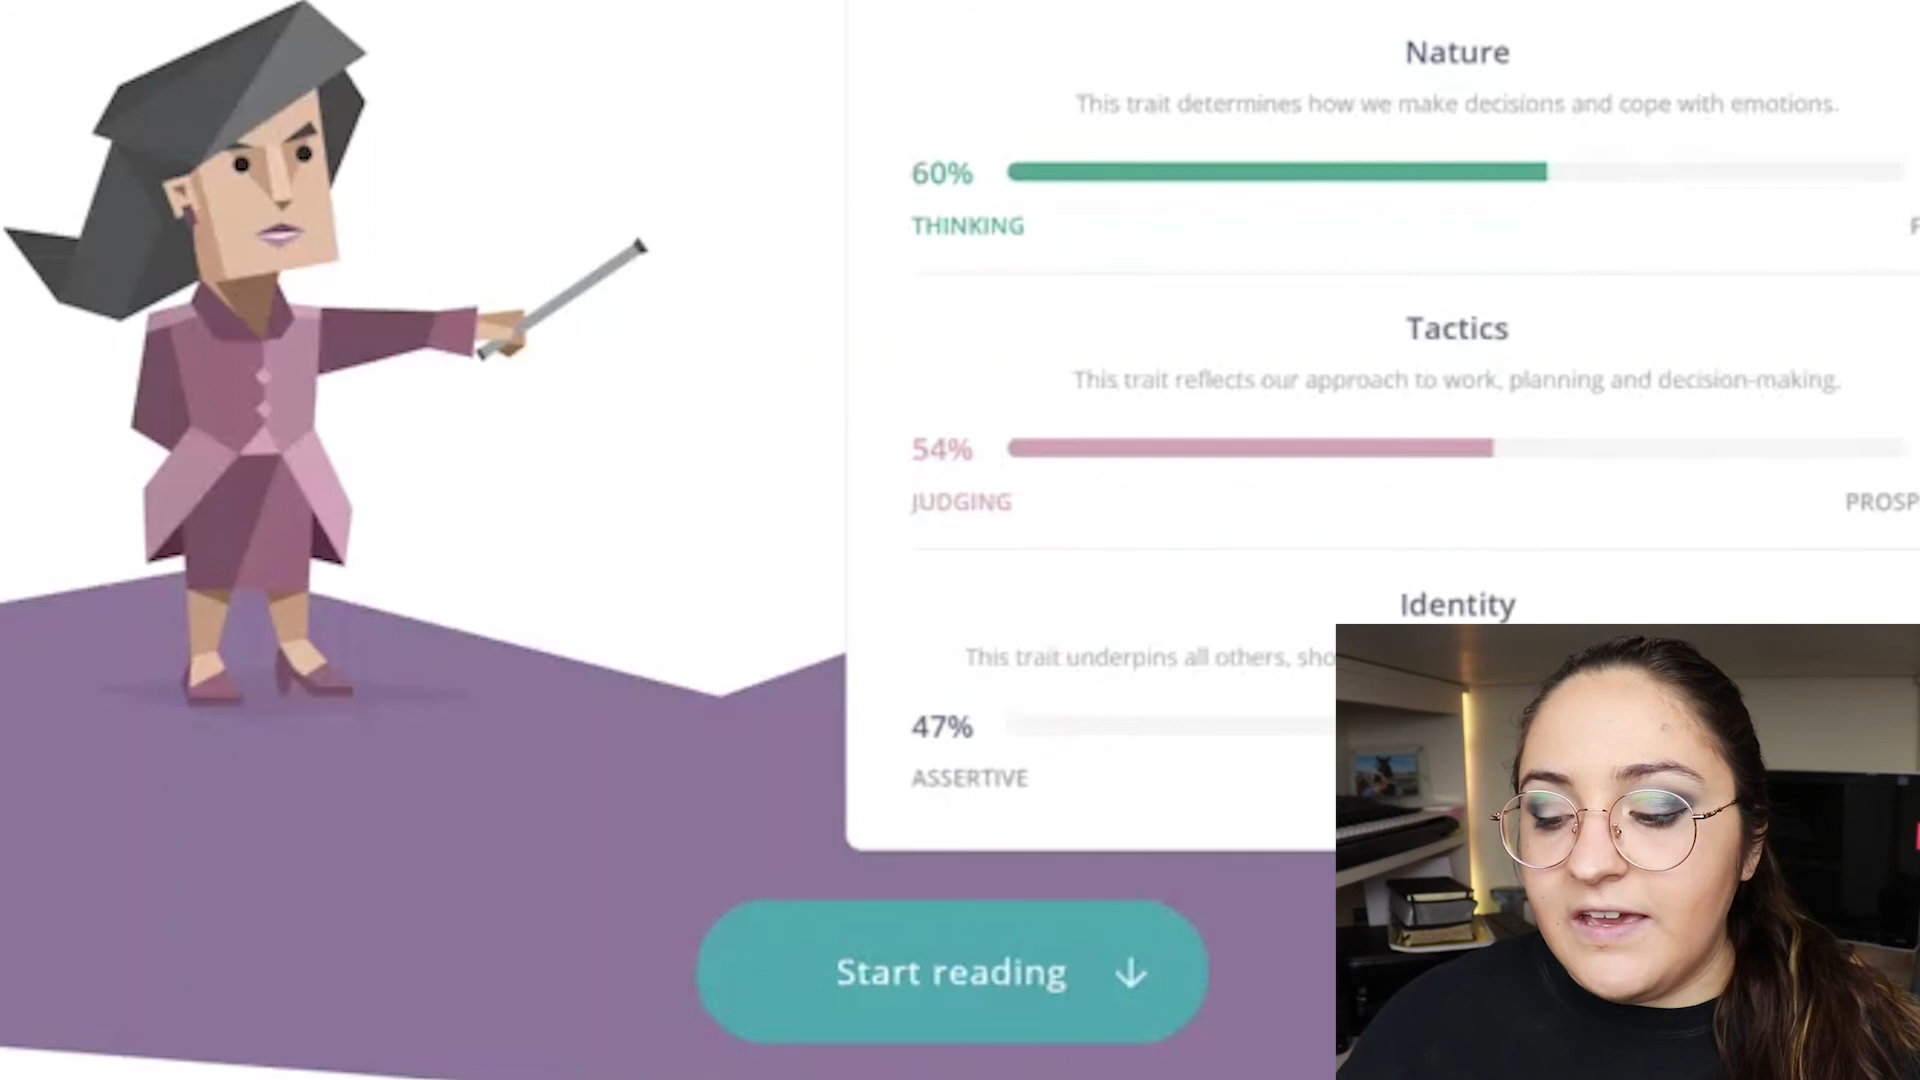 Nature
This trait determines how we make decisions and cope with emotions.
60%
THINKING
Tactics
This trait reflects our approach to work, planning and decision-making.
54%
JUDGING
PROSP
Identity
This trait underpins all others, sho
47%
ASSERTIVE
Start reading